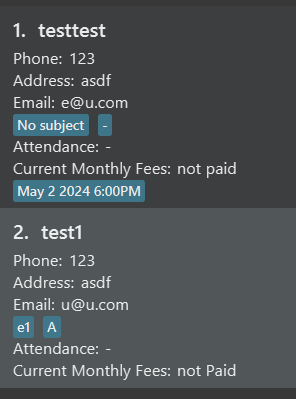 1. testtest
Phone: 123
Address: asdf
Email: e@u.com
No subject -
Attendance: -
Current Monthly Fees: not paid
May 2 2024 6:00PM
2. test1
Phone: 123
Address: asdf
Email: u@u.com
e1 A
Attendance: -
Current Monthly Fees: not Paid